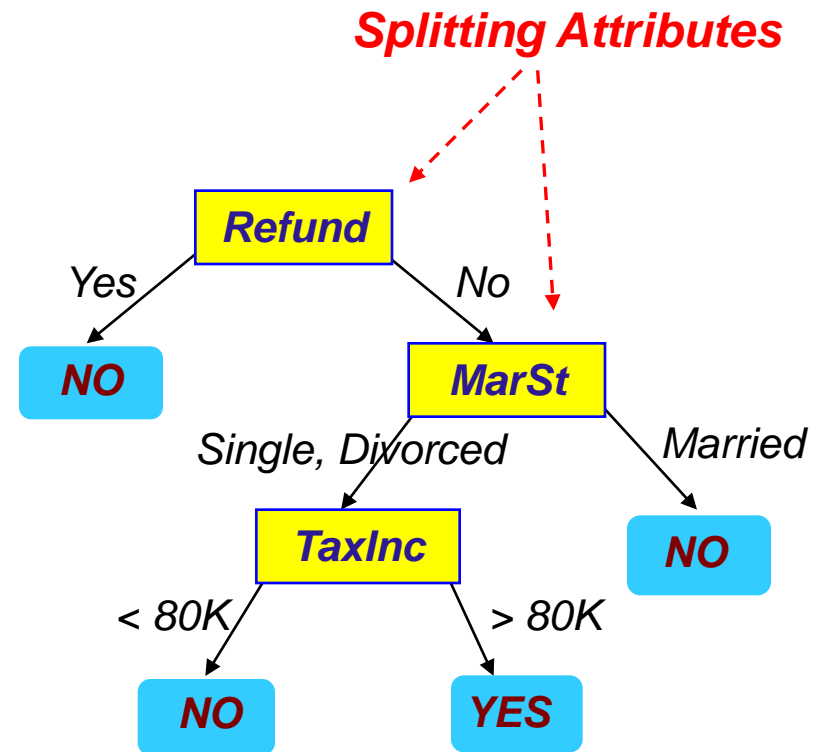 Splitting Attributes
Refund
Yes
No
NO
MarSt
Single, Divorced
Married
TaxInc
NO
< 80K
> 80K
NO
YES